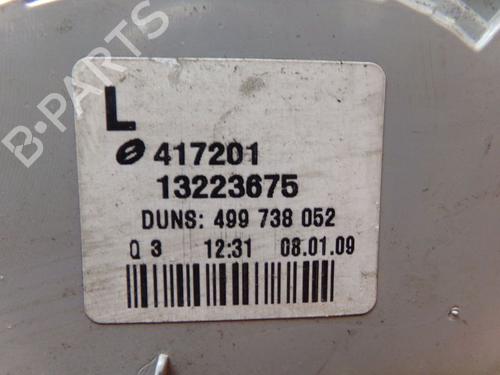 B-PARTS
L
417201
13223675
DUNS: 499 738 052
Q 3 12:31 08.01.09